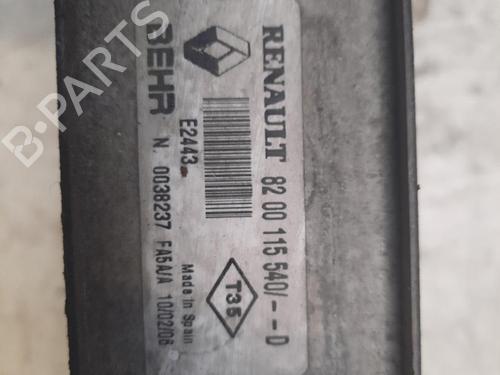 RENAULT 82 00 115 540/--D
BEHR E2443
T35
N. 0038237 FA5A/A 10/02/06
Made in Spain
B-PARTS